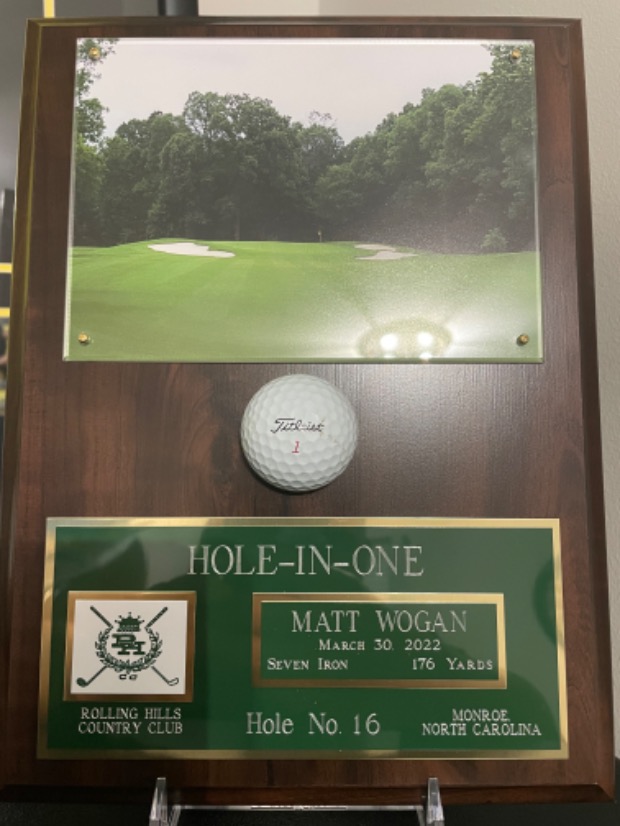 Titleist
1
HOLE-IN-ONE
MATT WOGAN
MARCH 30, 2022
SEVEN IRON 176 YARDS
RH
CC
ROLLING HILLS
COUNTRY CLUB
Hole No. 16
MONROE,
NORTH CAROLINA